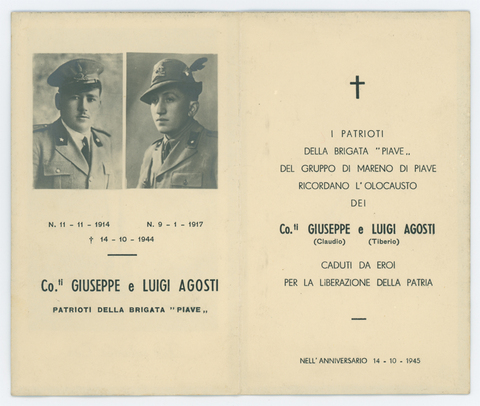 N. 11 - 11 - 1914 N. 9 - 1 - 1917
† 14 - 10 - 1944
Co.ti GIUSEPPE e LUIGI AGOSTI
PATRIOTI DELLA BRIGATA "PIAVE„
I PATRIOTI
DELLA BRIGATA "PIAVE„
DEL GRUPPO DI MARENO DI PIAVE
RICORDANO L'OLOCAUSTO
DEI
Co.ti GIUSEPPE e LUIGI AGOSTI
(Claudio) (Tiberio)
CADUTI DA EROI
PER LA LIBERAZIONE DELLA PATRIA
NELL'ANNIVERSARIO 14 - 10 - 1945